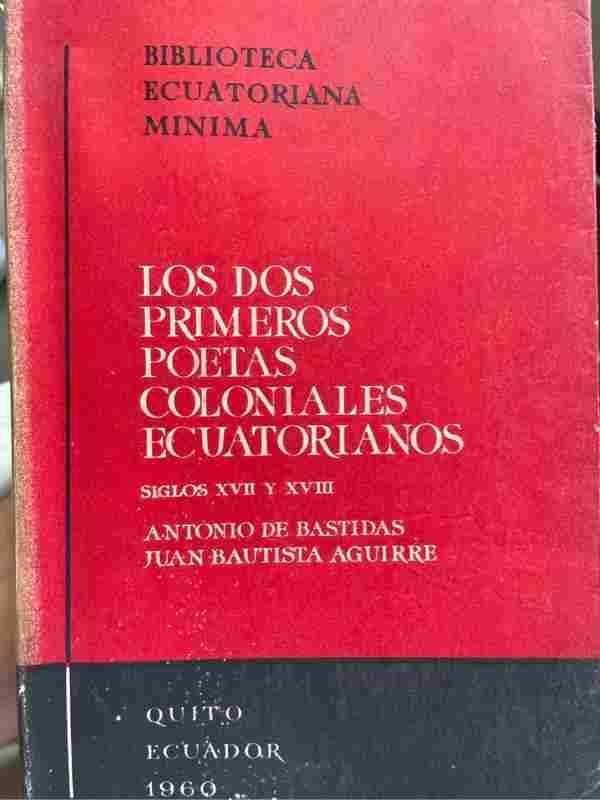 BIBLIOTECA
ECUATORIANA
MINIMA
LOS DOS
PRIMEROS
POETAS
COLONIALES
ECUATORIANOS
SIGLOS XVII Y XVIII
ANTONIO DE BASTIDAS
JUAN BAUTISTA AGUIRRE
QUITO
ECUADOR
1960